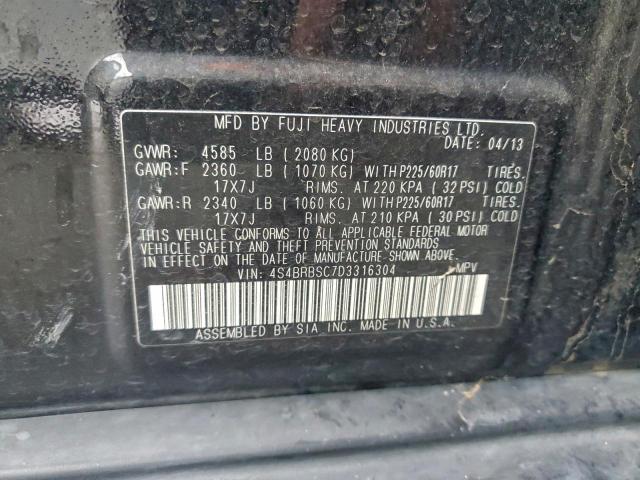 MFD BY FUJI HEAVY INDUSTRIES LTD.
DATE: 04/13
GVWR: 4585 LB ( 2080 KG)
GAWR:F 2360 LB ( 1070 KG) WITH P225/60R17 TIRES.
17X7J RIMS. AT 220 KPA ( 32 PSI) COLD
GAWR:R 2340 LB ( 1060 KG) WITH P225/60R17 TIRES.
17X7J RIMS. AT 210 KPA ( 30 PSI) COLD
THIS VEHICLE CONFORMS TO ALL APPLICABLE FEDERAL MOTOR
VEHICLE SAFETY AND THEFT PREVENTION STANDARDS
IN EFFECT ON THE DATE OF MANUFACTURE SHOWN ABOVE.
VIN: 4S4BRBSC7D3316304 MPV
ASSEMBLED BY SIA INC. MADE IN U.S.A.